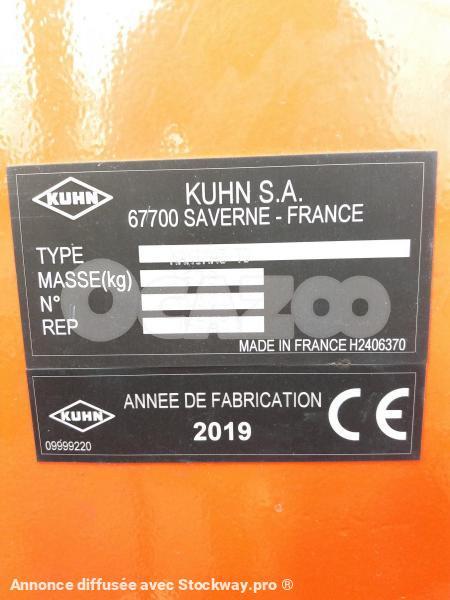 KUHN
KUHN S.A.
67700 SAVERNE - FRANCE
TYPE
MASSE(kg)
N°
REP
OCAZOO
MADE IN FRANCE H2406370
KUHN
ANNEE DE FABRICATION
2019
CE
09999220
Annonce diffusée avec Stockway.pro ®